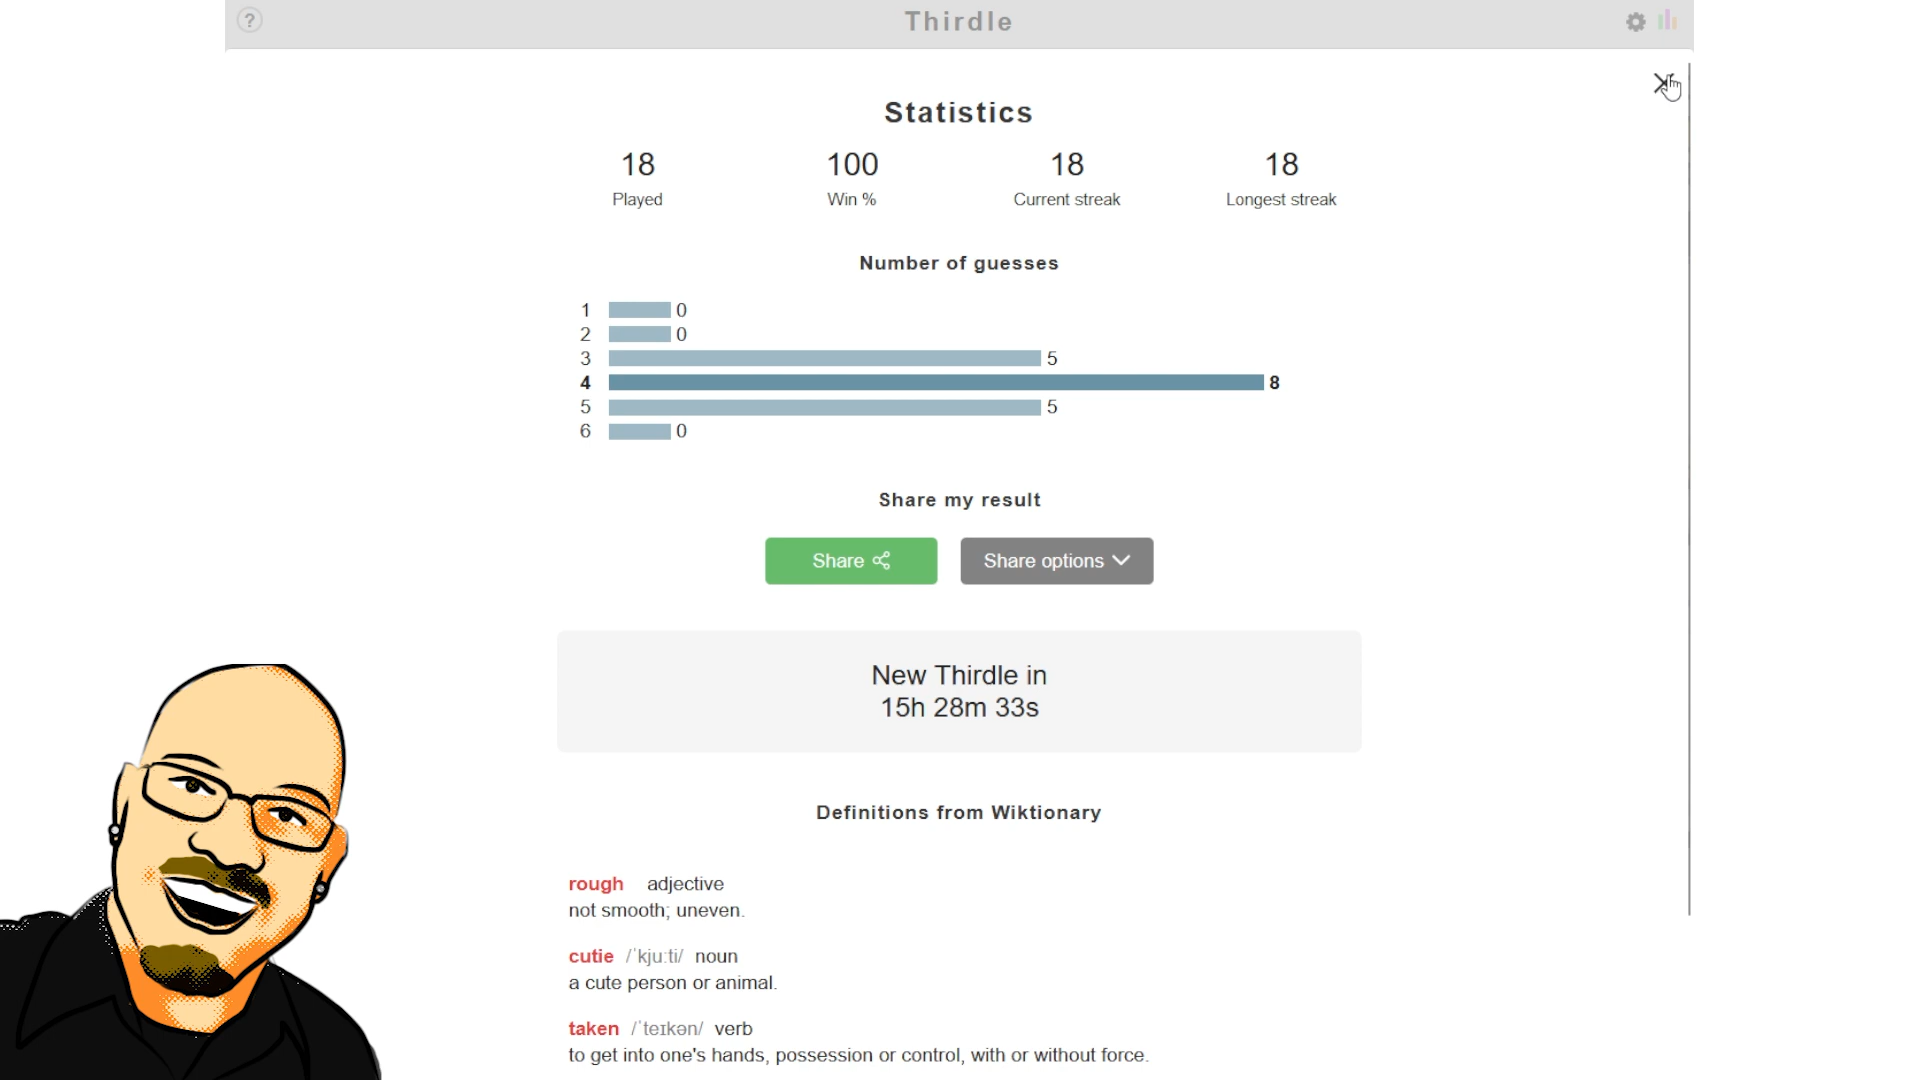 ?
Thirdle
Statistics
18 100 18 18
Played Win % Current streak Longest streak
Number of guesses
1 0
2 0
3 5
4 8
5 5
6 0
Share my result
Share Share options
New Thirdle in
15h 28m 33s
Definitions from Wiktionary
rough adjective
not smooth; uneven.
cutie /ˈkjuːti/ noun
a cute person or animal.
taken /ˈteɪkən/ verb
to get into one's hands, possession or control, with or without force.